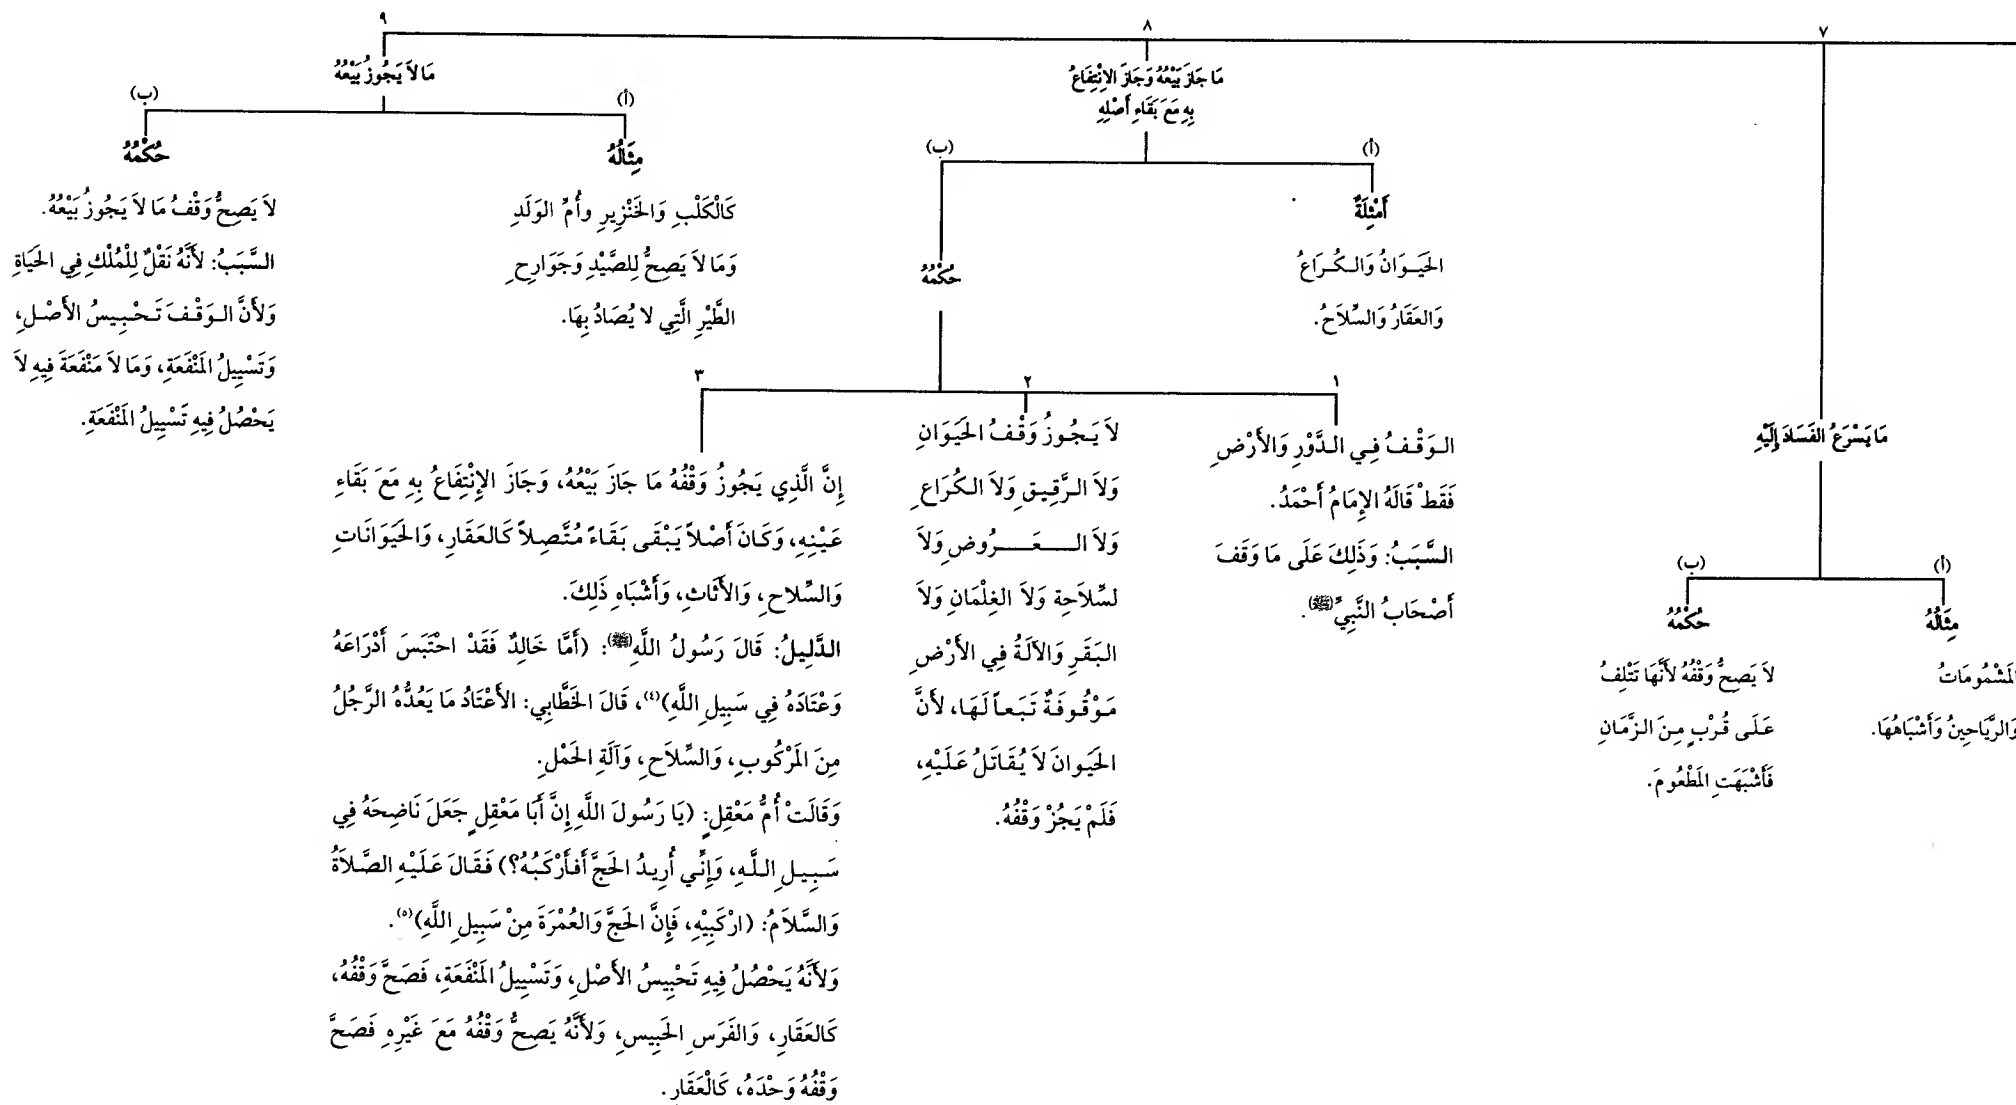 ٧
مَا يَسْرَعُ الفَسَادَ إِلَيْهِ
(أ)
مِثَالُهُ
المَشْمُومَاتُ
وَالرَّيَاحِينُ وَأَشْبَاهُهَا.
(ب)
حُكْمُهُ
لاَ يَصِحُّ وَقْفُهُ لأَنَّهَا تَتْلِفُ
عَلَى قُرْبٍ مِنَ الزَّمَانِ
فَأَشْبَهَتِ المَطْعُومَ.
٨
مَا جَازَ بَيْعُهُ وَجَازَ الاِنْتِفَاعُ
بِهِ مَعَ بَقَاءِ أَصْلِهِ
(أ)
أَمْثِلَةٌ
الحَيَوَانُ وَالكُرَاعُ
وَالعَقَارُ وَالسِّلاَحُ.
(ب)
حُكْمُهُ
١
الوَقْفُ فِي الدَّوْرِ وَالأَرْضِ
فَقَطْ قَالَهُ الإِمَامُ أَحْمَدُ.
السَّبَبُ: وَذَلِكَ عَلَى مَا وَقَفَ
أَصْحَابُ النَّبِيِّ(ﷺ).
٢
لاَ يَجُوزُ وَقْفُ الحَيَوَانِ
وَلاَ الرَّقِيقِ وَلاَ الكُرَاعِ
وَلاَ العَرُوضِ وَلاَ
لسِّلاَحِة وَلاَ الغِلْمَانِ وَلاَ
البَقَرِ وَالآلَةُ فِي الأَرْضِ
مَوْقُوفَةٌ تَبَعاً لَهَا، لأَنَّ
الحَيَوانَ لاَ يُقَاتَلُ عَلَيْهِ،
فَلَمْ يَجُزْ وَقْفُهُ.
٣
إِنَّ الَّذِي يَجُوزُ وَقْفُهُ مَا جَازَ بَيْعُهُ، وَجَازَ الإِنْتِفَاعُ بِهِ مَعَ بَقَاءِ
عَيْنِهِ، وَكَانَ أَصْلاً يَبْقَى بَقَاءً مُتَّصِلاً كَالعَقَارِ، وَالحَيَوَانَاتِ
وَالسِّلاحِ، وَالأَثَاثِ، وَأَشْبَاهِ ذَلِكَ.
الدَّلِيلُ: قَالَ رَسُولُ اللَّهِ(ﷺ): (أَمَّا خَالِدٌ فَقَدْ احْتَبَسَ أَدْرَاعَهُ
وَعْتَادَهُ فِي سَبِيلِ اللَّهِ)(٤)، قَالَ الخَطَّابِي: الأَعْتَادُ مَا يَعُدُّهُ الرَّجُلُ
مِنَ المَرْكُوبِ، وَالسِّلاَحِ، وَآلَةِ الحَمْلِ.
وَقَالَتْ أُمُّ مَعْقِلٍ: (يَا رَسُولَ اللَّهِ إِنَّ أَبَا مَعْقِلٍ جَعَلَ نَاضِحَهُ فِي
سَبِيلِ اللَّهِ، وَإِنِّي أُرِيدُ الحَجَّ أَفأَرْكَبُهُ؟) فَقَالَ عَلَيْهِ الصَّلاَةُ
وَالسَّلاَمُ: (ارْكَبِيْهِ، فَإِنَّ الحَجَّ وَالعُمْرَةَ مِنْ سَبِيلِ اللَّهِ)(٥).
وَلأَنَّهُ يَحْصُلُ فِيهِ تَحْبِيسُ الأَصْلِ، وَتَسْيِيلُ المَنْفَعَةِ، فَصَحَّ وَقْفُهُ،
كَالعَقَارِ، وَالفَرَسِ الحَبِيسِ، وَلأَنَّهُ يَصِحُّ وَقْفُهُ مَعَ غَيْرِهِ فَصَحَّ
وَقْفُهُ وَحْدَهُ، كَالْعَقَارِ.
٩
مَا لاَ يَجُوزُ بَيْعُهُ
(أ)
مِثَالُهُ
كَالْكَلْبِ وَالخَنْزِيرِ وأُمِّ الوَلَدِ
وَمَا لاَ يَصِحُّ لِلصَّيْدِ وَجَوَارِحِ
الطَّيْرِ الَّتِي لا يُصَادُ بِهَا.
(ب)
حُكْمُهُ
لاَ يَصِحُّ وَقْفُ مَا لاَ يَجُوزُ بَيْعُهُ.
السَّبَبُ: لأَنَّهُ نَقْلٌ لِلْمُلْكِ فِي الحَيَاةِ
وَلأَنَّ الوَقْفَ تَحْبِيسُ الأَصْلِ،
وَتَسْيِيلُ المَنْفَعَةِ، وَمَا لاَ مَنْفَعَةَ فِيهِ لاَ
يَحْصُلُ فِيهِ تَسْيِيلُ المَنْفَعَةِ.